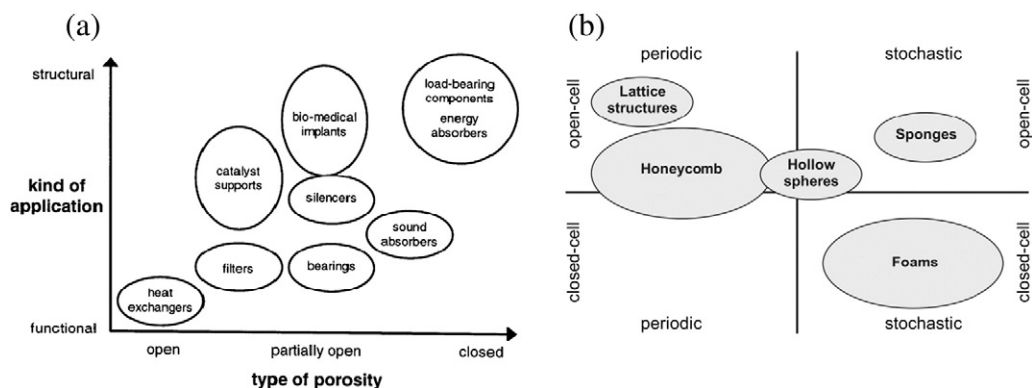 (a)
structural
kind of
application
functional
load-bearing
components
energy
absorbers
bio-medical
implants
catalyst
supports
silencers
sound
absorbers
filters
bearings
heat
exchangers
open
partially open
closed
type of porosity
(b)
periodic
stochastic
open-cell
Lattice
structures
Sponges
open-cell
Honeycomb
Hollow
spheres
closed-cell
Foams
closed-cell
periodic
stochastic